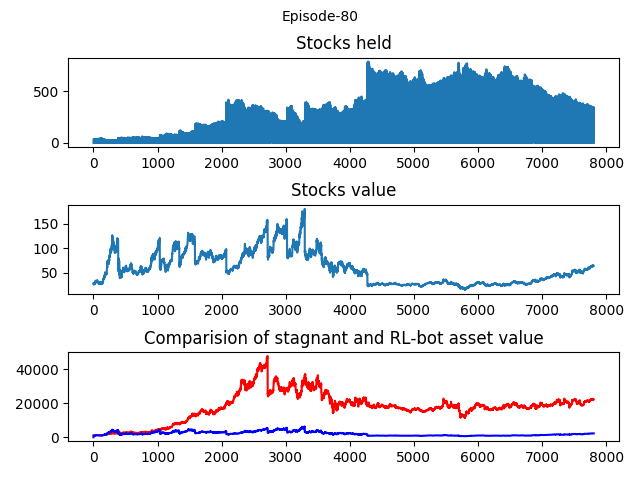 Episode-80
Stocks held
500
0
0 1000 2000 3000 4000 5000 6000 7000 8000
Stocks value
150
100
50
0 1000 2000 3000 4000 5000 6000 7000 8000
Comparision of stagnant and RL-bot asset value
40000
20000
0
0 1000 2000 3000 4000 5000 6000 7000 8000